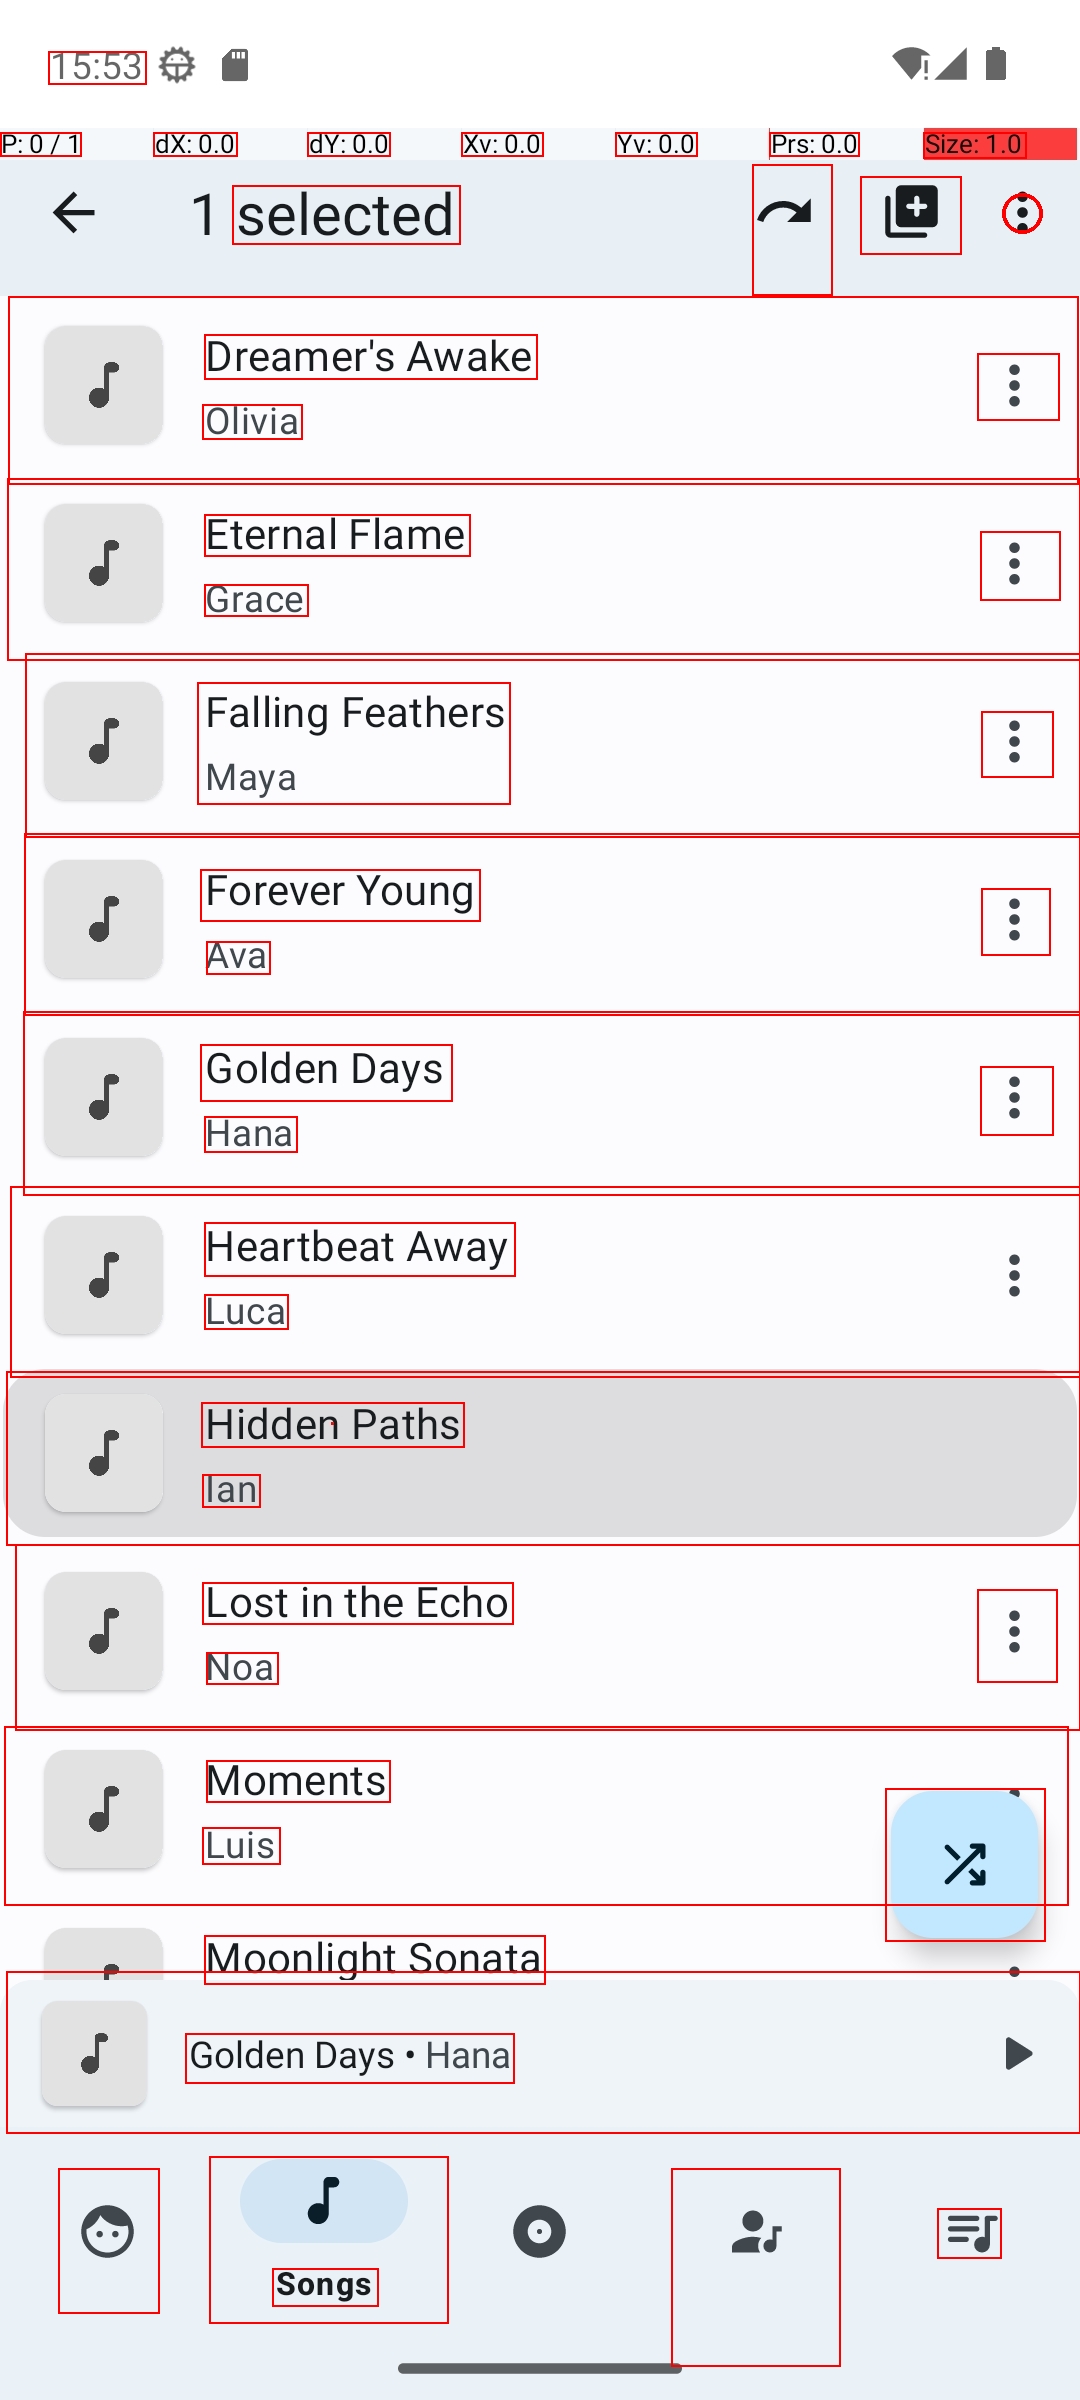 15:53
P: 0 / 1 dX: 0.0 dY: 0.0 Xv: 0.0 Yv: 0.0 Prs: 0.0 Size: 1.0
1 selected
Dreamer's Awake
Olivia
Eternal Flame
Grace
Falling Feathers
Maya
Forever Young
Ava
Golden Days
Hana
Heartbeat Away
Luca
Hidden Paths
Ian
Lost in the Echo
Noa
Moments
Luis
Moonlight Sonata
Golden Days • Hana
Songs